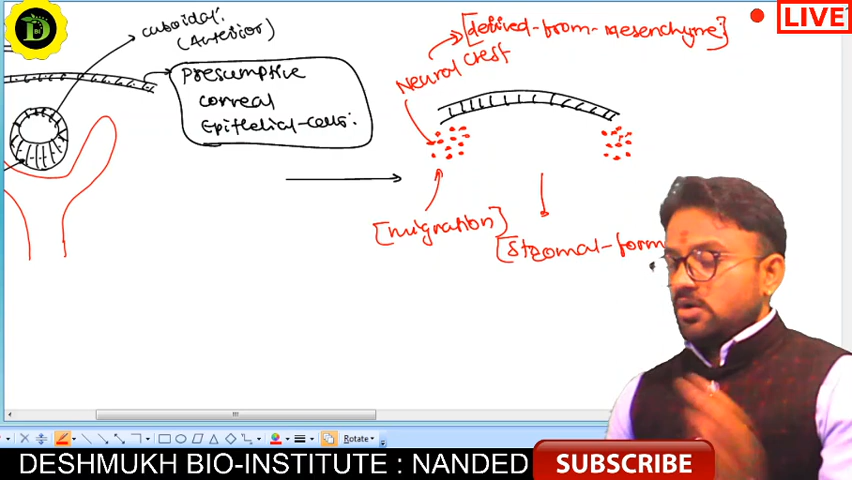 D
cuboidal.
(Anterior)
presumptive
corneal
Epithelial-cells.
[derived-from-mesenchyme]
Neural crest
[migration]
[Stromal-form
LIVE
Rotate
DESHMUKH BIO-INSTITUTE : NANDED
SUBSCRIBE